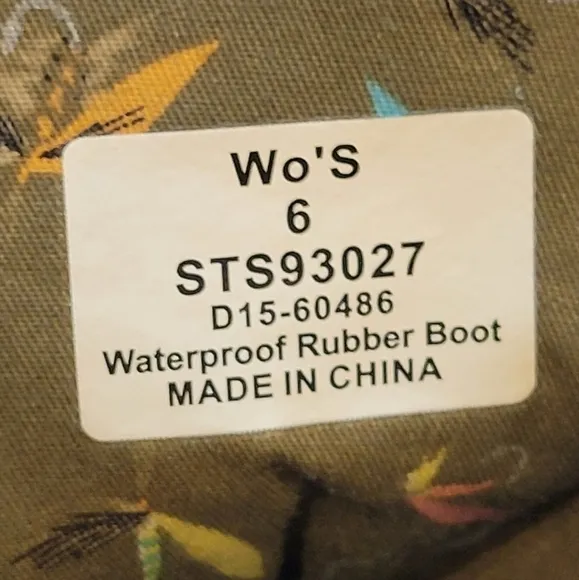 Wo'S
6
STS93027
D15-60486
Waterproof Rubber Boot
MADE IN CHINA